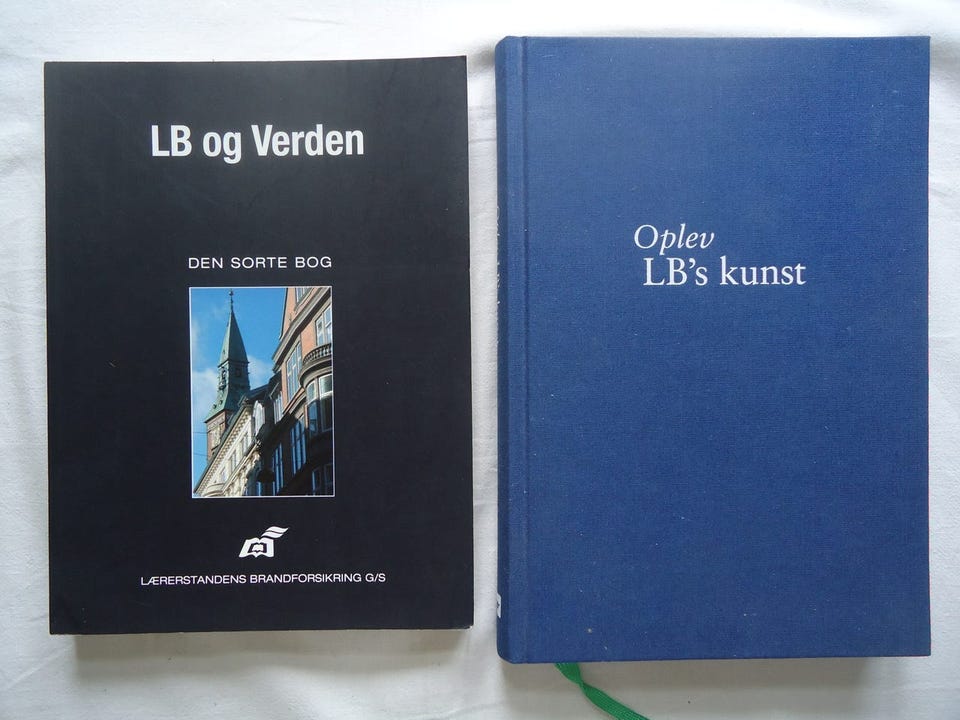 LB og Verden
DEN SORTE BOG
LÆRERSTANDENS BRANDFORSIKRING G/S
Oplev
LB's kunst